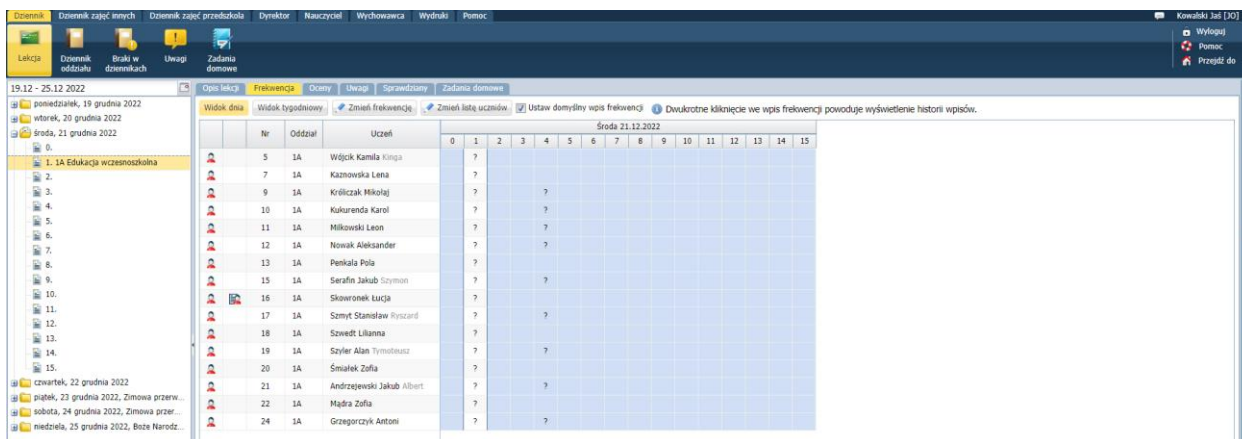 Dziennik Dziennik zajęć innych Dziennik zajęć przedszkola Dyrektor Nauczyciel Wychowawca Wydruki Pomoc Kowalski Jaś [JO]
Lekcja Dziennik oddziału Braki w dziennikach Uwagi Zadania domowe
Wyloguj
Pomoc
Przejdź do
19.12 - 25.12 2022
poniedziałek, 19 grudnia 2022
wtorek, 20 grudnia 2022
środa, 21 grudnia 2022
0.
1. 1A Edukacja wczesnoszkolna
2.
3.
4.
5.
6.
7.
8.
9.
10.
11.
12.
13.
14.
15.
czwartek, 22 grudnia 2022
piątek, 23 grudnia 2022, Zimowa przerw...
sobota, 24 grudnia 2022, Zimowa przer...
niedziela, 25 grudnia 2022, Boże Narodz...
Opis lekcji Frekwencja Oceny Uwagi Sprawdziany Zadania domowe
Widok dnia Widok tygodniowy Zmień frekwencję Zmień listę uczniów Ustaw domyślny wpis frekwencji Dwukrotne kliknięcie we wpis frekwencji powoduje wyświetlenie historii wpisów.
Nr Oddział Uczeń Środa 21.12.2022
0 1 2 3 4 5 6 7 8 9 10 11 12 13 14 15
5 1A Wójcik Kamila Kinga ?
7 1A Kaznowska Lena ?
9 1A Króliczak Mikołaj ? ?
10 1A Kukurenda Karol ? ?
11 1A Milkowski Leon ? ?
12 1A Nowak Aleksander ? ?
13 1A Penkala Pola ?
15 1A Serafin Jakub Szymon ? ?
16 1A Skowronek Łucja ?
17 1A Szmyt Stanisław Ryszard ? ?
18 1A Szwedt Lilianna ?
19 1A Szyler Alan Tymoteusz ? ?
20 1A Śmiałek Zofia ?
21 1A Andrzejewski Jakub Albert ? ?
22 1A Mądra Zofia ?
24 1A Grzegorczyk Antoni ? ?